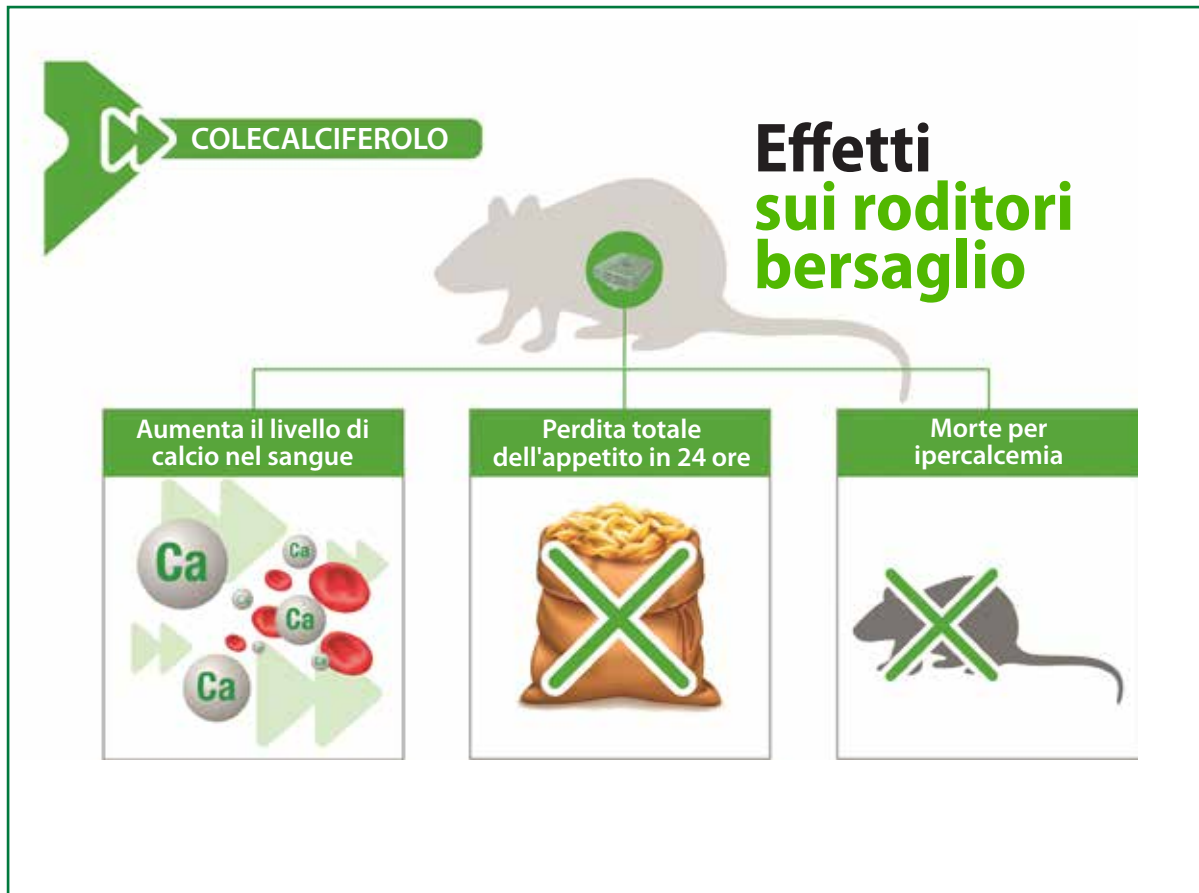 COLECALCIFEROLO
Effetti
sui roditori
bersaglio
Aumenta il livello di
calcio nel sangue
Perdita totale
dell'appetito in 24 ore
Morte per
ipercalcemia
Ca
Ca
Ca
Ca
Ca